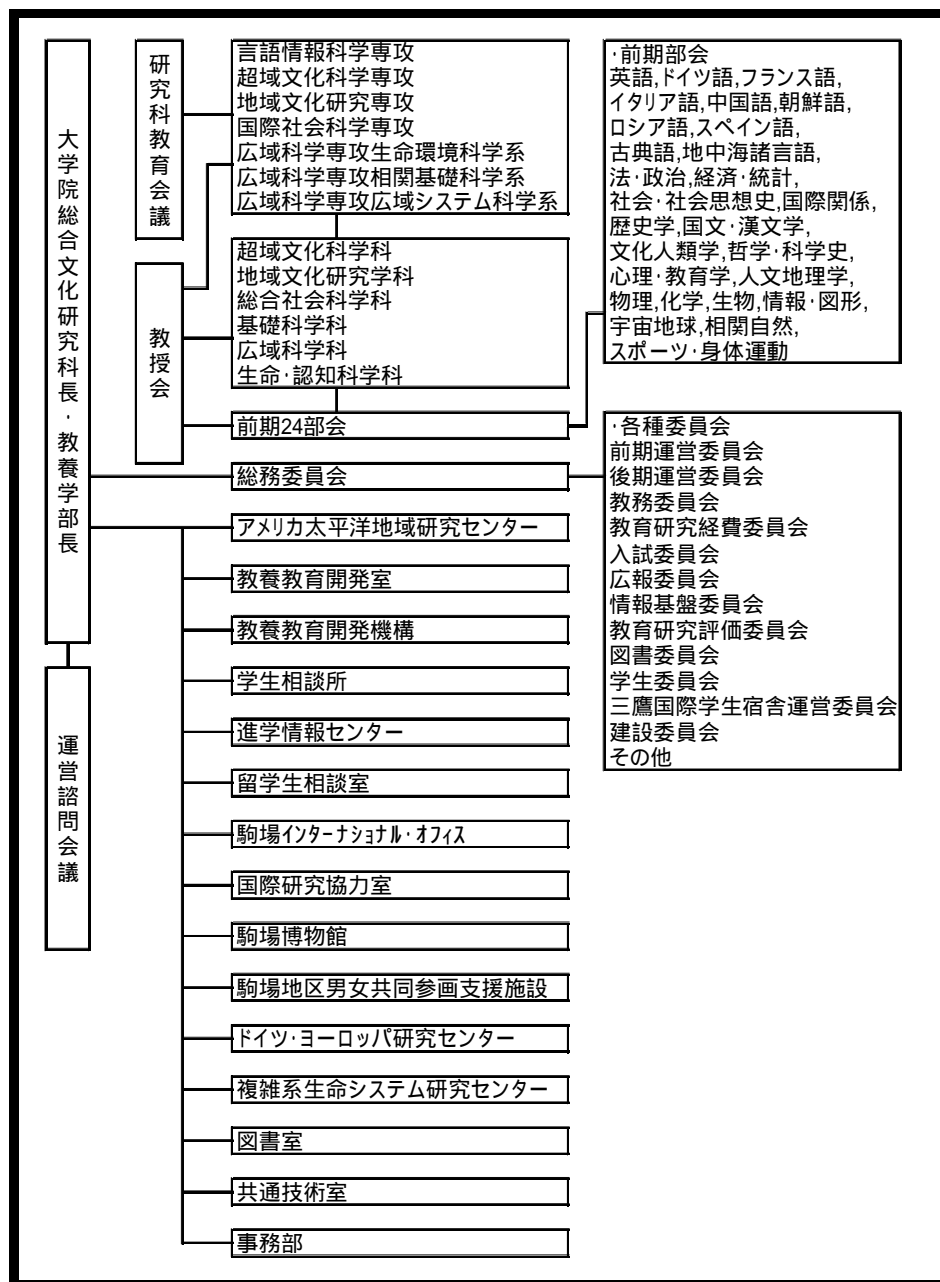 大学院総合文化研究科長・教養学部長
運営諮問会議
研究科教育会議
教授会
言語情報科学専攻
超域文化科学専攻
地域文化研究専攻
国際社会科学専攻
広域科学専攻生命環境科学系
広域科学専攻相関基礎科学系
広域科学専攻広域システム科学系
超域文化科学科
地域文化研究学科
総合社会科学科
基礎科学科
広域科学科
生命・認知科学科
前期24部会
総務委員会
アメリカ太平洋地域研究センター
教養教育開発室
教養教育開発機構
学生相談所
進学情報センター
留学生相談室
駒場インターナショナル・オフィス
国際研究協力室
駒場博物館
駒場地区男女共同参画支援施設
ドイツ・ヨーロッパ研究センター
複雑系生命システム研究センター
図書室
共通技術室
事務部
・前期部会
英語,ドイツ語,フランス語,
イタリア語,中国語,朝鮮語,
ロシア語,スペイン語,
古典語,地中海諸言語,
法・政治,経済・統計,
社会・社会思想史,国際関係,
歴史学,国文・漢文学,
文化人類学,哲学・科学史,
心理・教育学,人文地理学,
物理,化学,生物,情報・図形,
宇宙地球,相関自然,
スポーツ・身体運動
・各種委員会
前期運営委員会
後期運営委員会
教務委員会
教育研究経費委員会
入試委員会
広報委員会
情報基盤委員会
教育研究評価委員会
図書委員会
学生委員会
三鷹国際学生宿舎運営委員会
建設委員会
その他